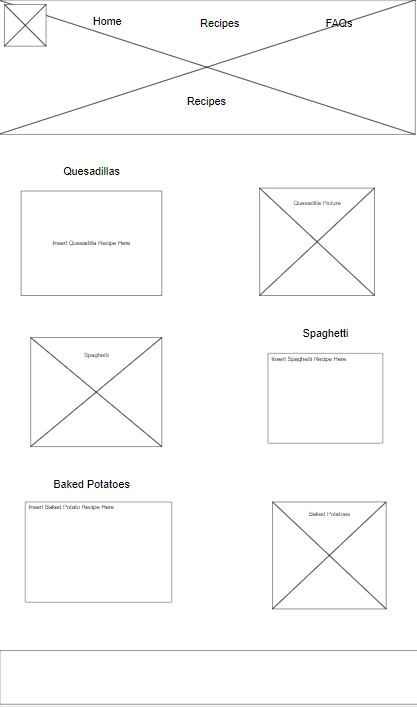 Home
Recipes
FAQs
Recipes
Quesadillas
Insert Quesadilla Recipe Here
Quesadilla Picture
Spaghetti
Spaghetti
Insert Spaghetti Recipe Here
Baked Potatoes
Insert Baked Potato Recipe Here
Baked Potatoes